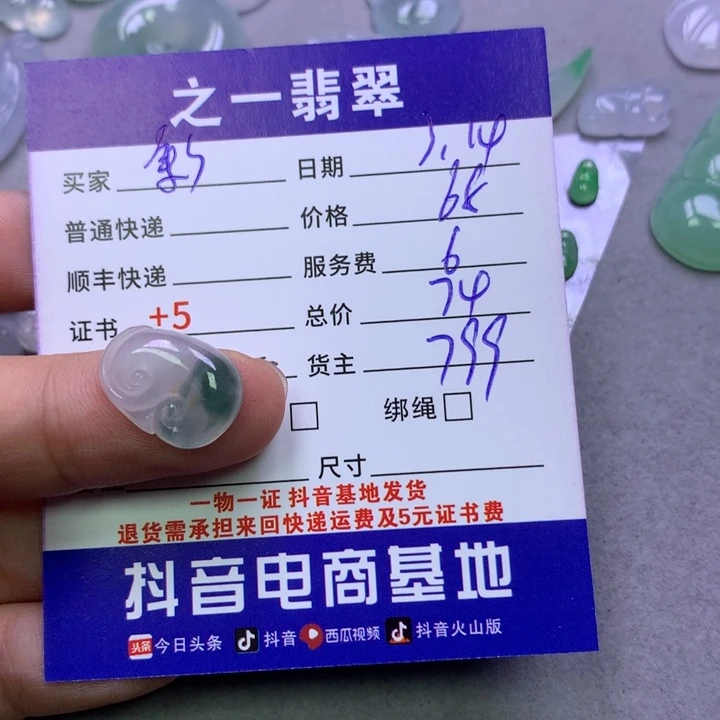 之一翡翠
买家 日期 3.14
普通快递 价格 68
顺丰快递 服务费 6
证书 +5 总价 74
货主 799
绑绳
尺寸
一物一证 抖音基地发货
退货需承担来回快递运费及5元证书费
抖音电商基地
头条 今日头条 抖音 西瓜视频 抖音火山版